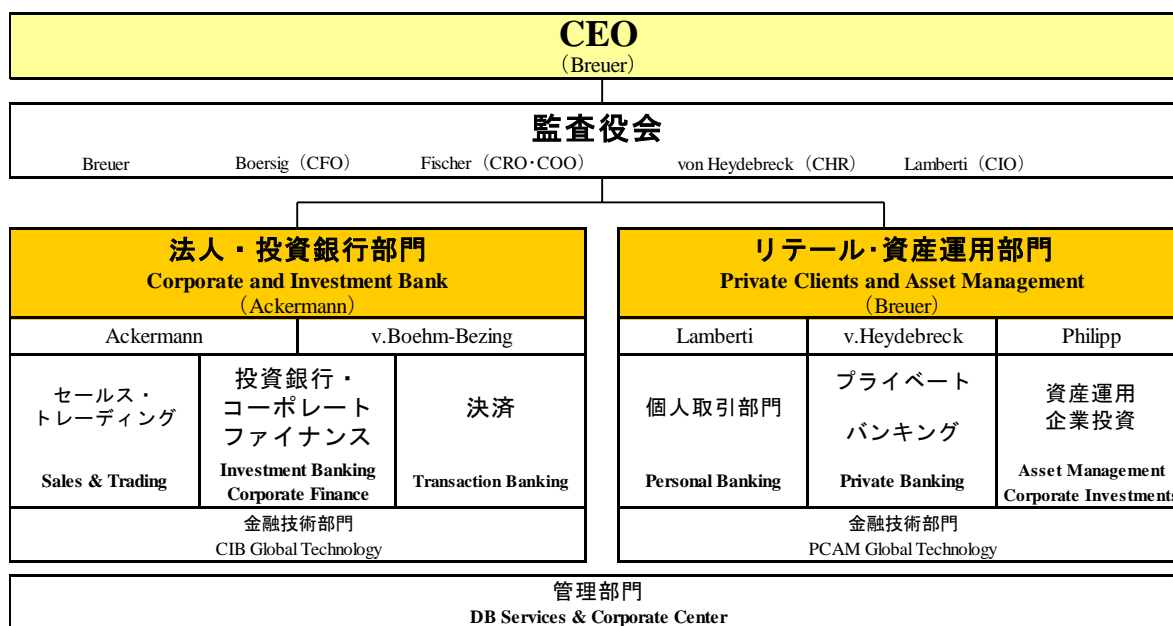 CEO
(Breuer)
監査役会
Breuer Boersig（CFO） Fischer（CRO・COO） von Heydebreck（CHR） Lamberti（CIO）
法人・投資銀行部門
Corporate and Investment Bank
（Ackermann）
リテール・資産運用部門
Private Clients and Asset Management
（Breuer）
Ackermann v.Boehm-Bezing
Lamberti v.Heydebreck Philipp
セールス・
トレーディング
Sales & Trading
投資銀行・
コーポレート
ファイナンス
Investment Banking
Corporate Finance
決済
Transaction Banking
個人取引部門
Personal Banking
プライベート
バンキング
Private Banking
資産運用
企業投資
Asset Management
Corporate Investments
金融技術部門
CIB Global Technology
金融技術部門
PCAM Global Technology
管理部門
DB Services & Corporate Center